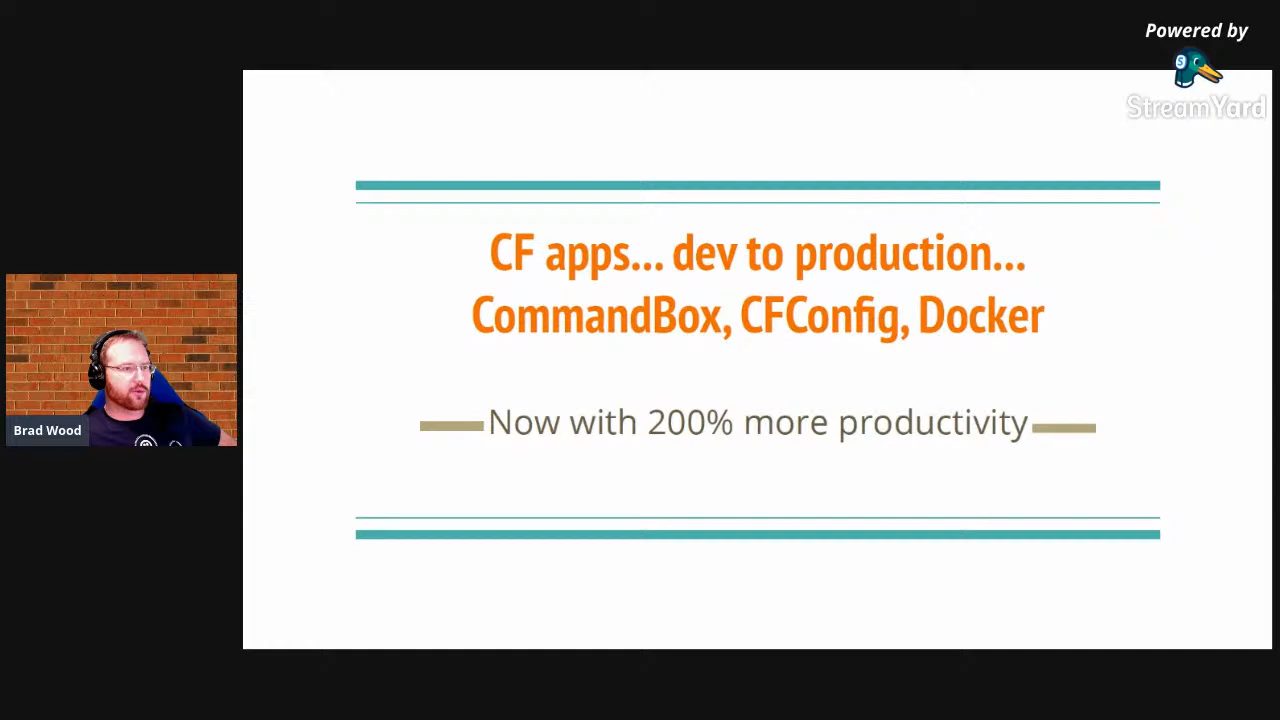 Powered by
StreamYard
CF apps... dev to production...
CommandBox, CFConfig, Docker
Now with 200% more productivity
Brad Wood